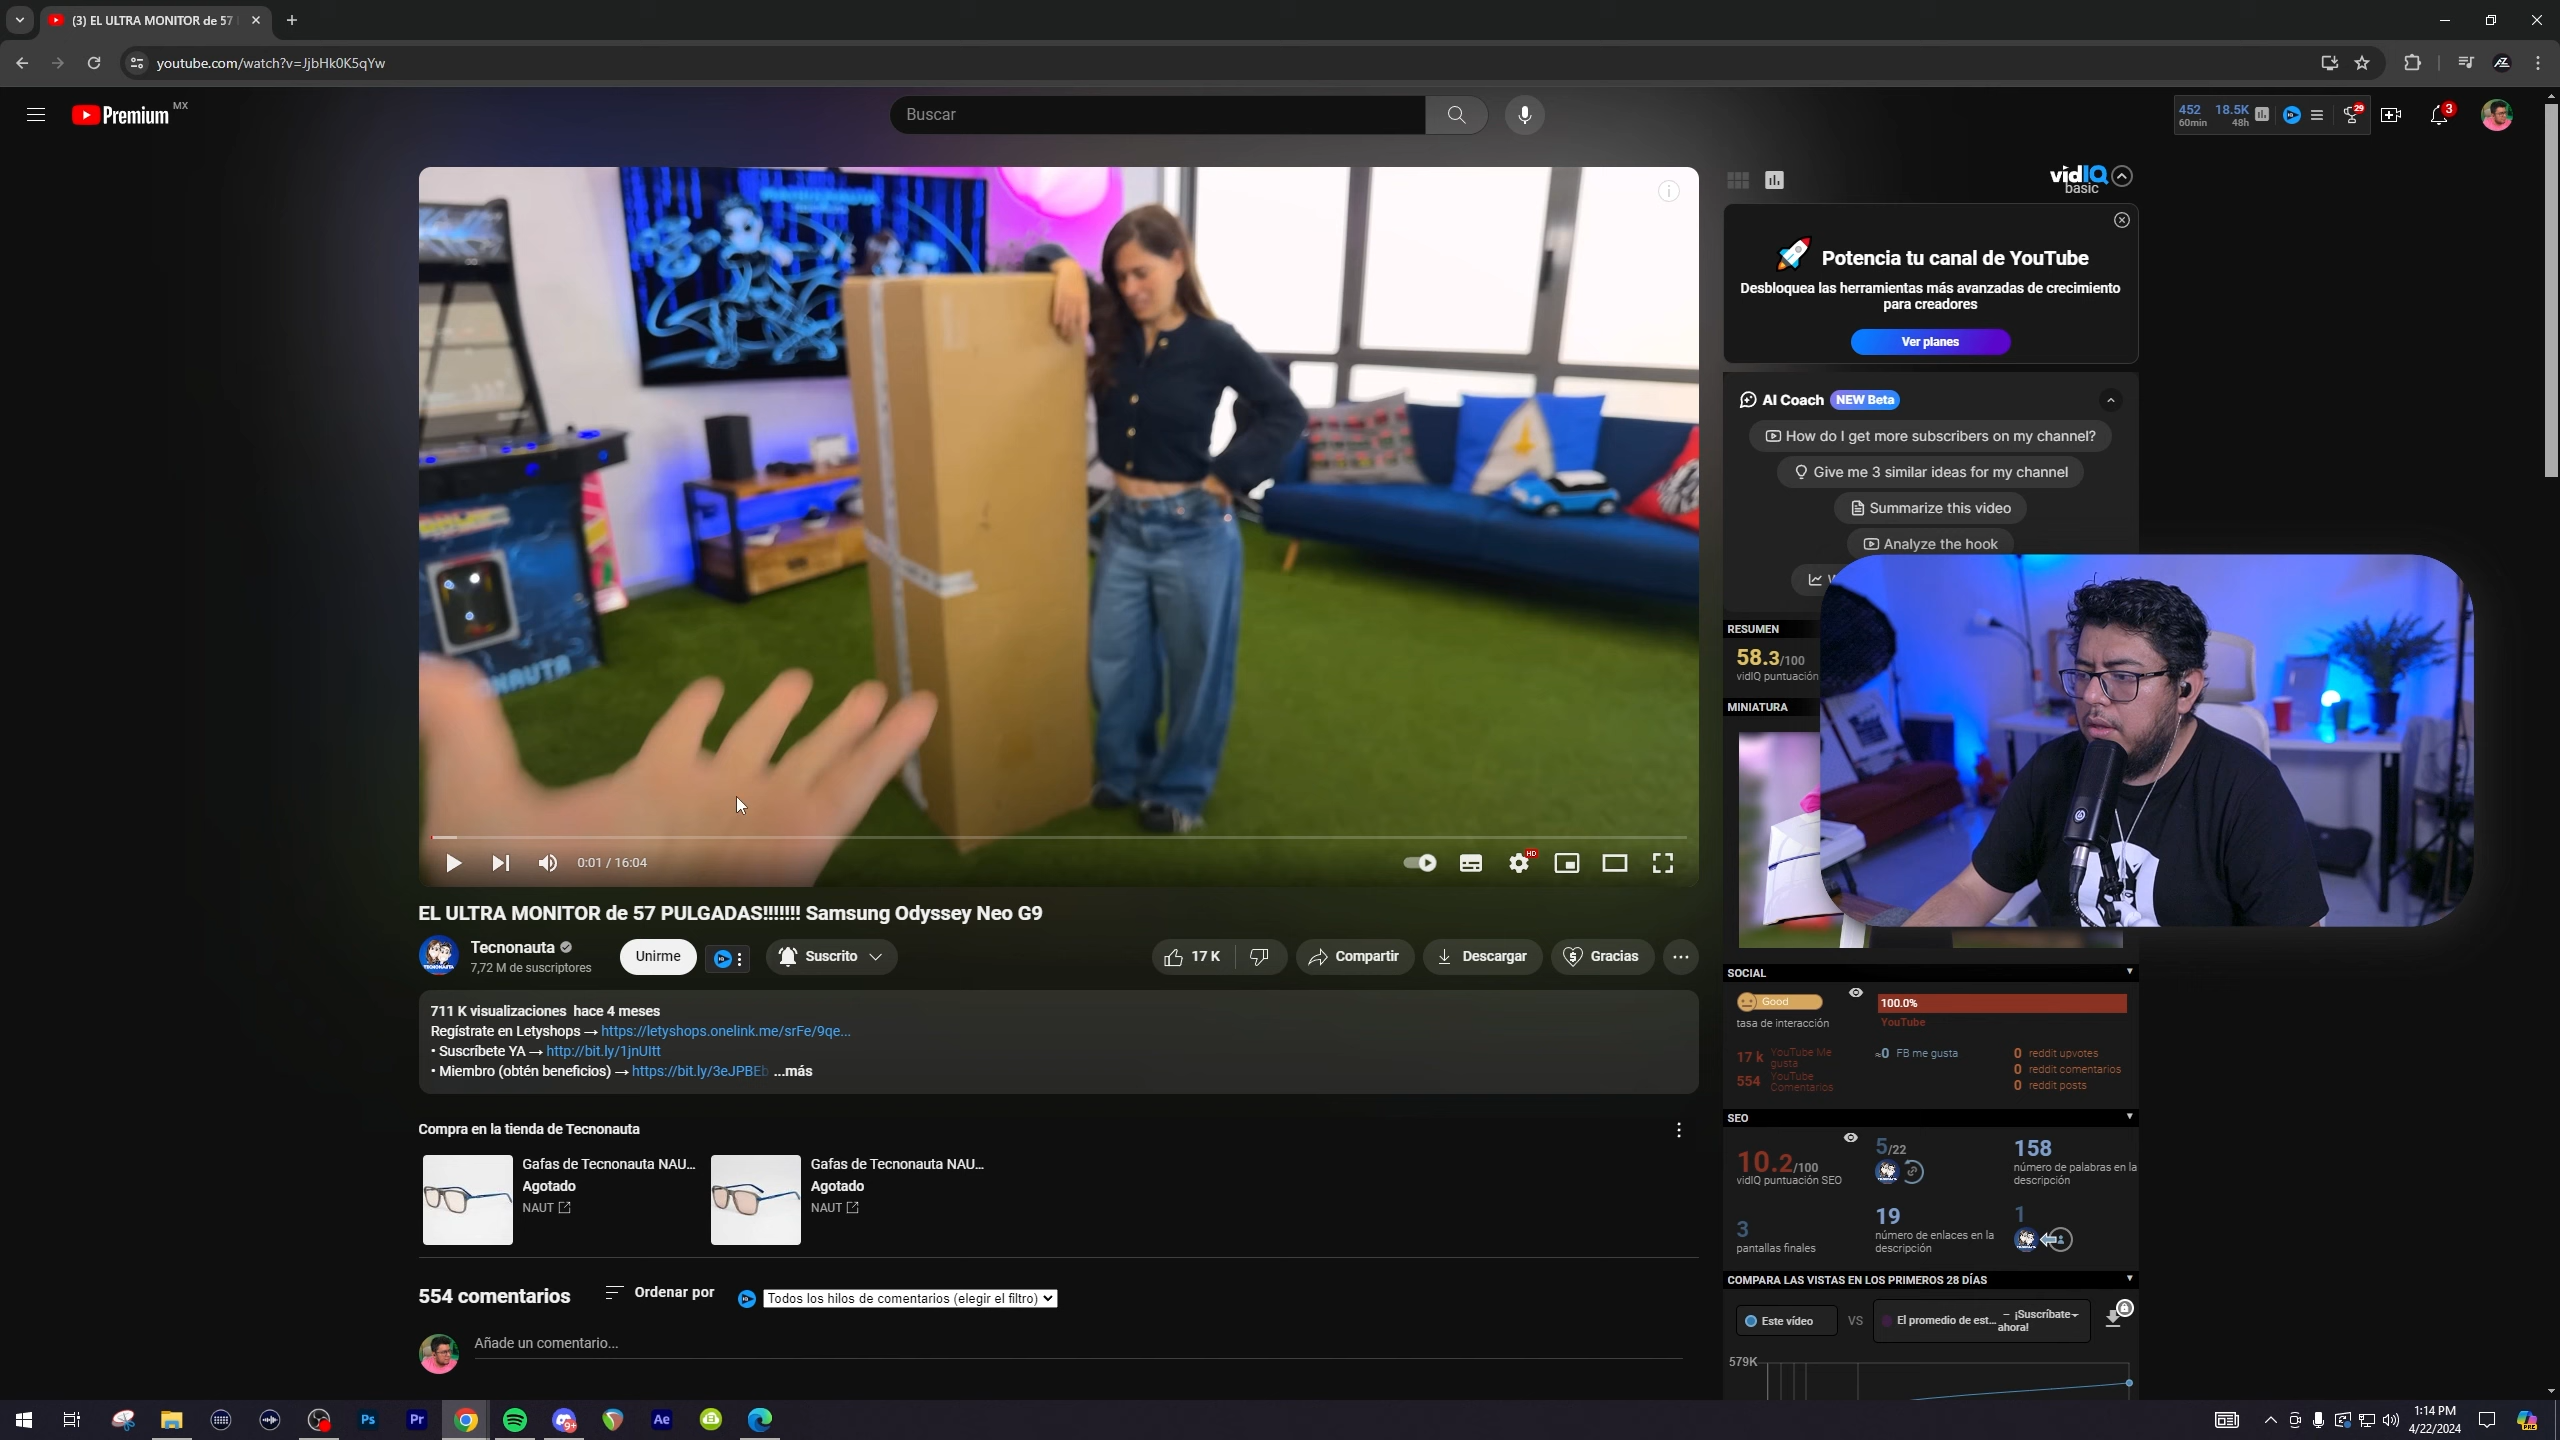 (3) EL ULTRA MONITOR de 57
youtube.com/watch?v=JjbHk0K5qYw
Premium MX
Buscar
452 18.5K
60min 48h
29
3
vidIQ
basic
Potencia tu canal de YouTube
Desbloquea las herramientas más avanzadas de crecimiento
para creadores
Ver planes
AI Coach NEW Beta
How do I get more subscribers on my channel?
Give me 3 similar ideas for my channel
Summarize this video
Analyze the hook
RESUMEN
58.3/100
vidIQ puntuación
MINIATURA
0:01 / 16:04
HD
EL ULTRA MONITOR de 57 PULGADAS!!!!!!! Samsung Odyssey Neo G9
Tecnonauta
7,72 M de suscriptores
Unirme
Suscrito
17 K
Compartir
Descargar
Gracias
711 K visualizaciones hace 4 meses
Regístrate en Letyshops → https://letyshops.onelink.me/srFe/9qe...
• Suscríbete YA → http://bit.ly/1jnUItt
• Miembro (obtén beneficios) → https://bit.ly/3eJPBEb ...más
Compra en la tienda de Tecnonauta
Gafas de Tecnonauta NAU...
Agotado
NAUT
Gafas de Tecnonauta NAU...
Agotado
NAUT
554 comentarios
Ordenar por
Todos los hilos de comentarios (elegir el filtro)
Añade un comentario...
SOCIAL
Good
tasa de interacción
100.0%
YouTube
17 k YouTube Me
gusta
554 YouTube
Comentarios
≈0 FB me gusta
0 reddit upvotes
0 reddit comentarios
0 reddit posts
SEO
10.2/100
vidIQ puntuación SEO
5/22
158
número de palabras en la
descripción
3
pantallas finales
19
número de enlaces en la
descripción
1
COMPARA LAS VISTAS EN LOS PRIMEROS 28 DÍAS
Este vídeo
VS
El promedio de est...
– ¡Suscríbate
ahora!
579K
Ps
Pr
9+
Ae
1:14 PM
4/22/2024
PRE